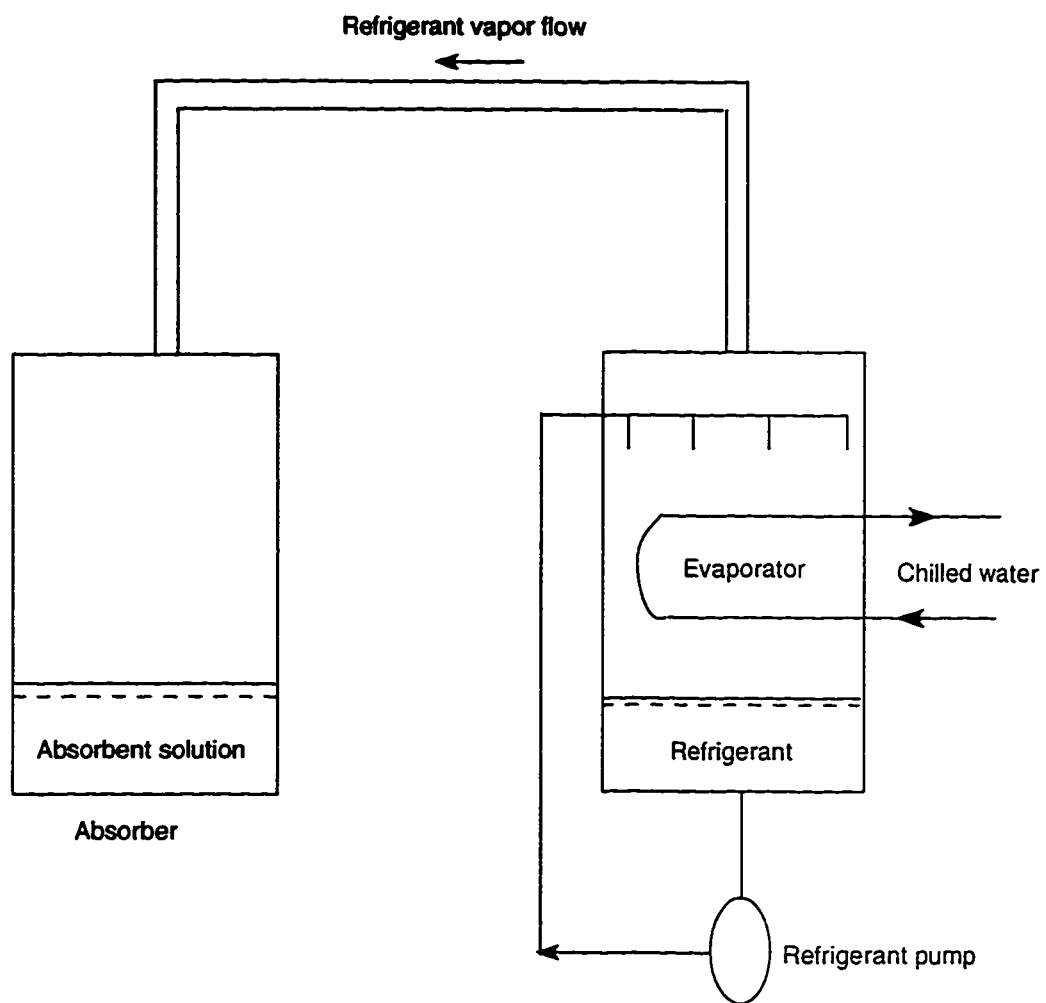 Refrigerant vapor flow
Evaporator
Chilled water
Absorbent solution
Refrigerant
Absorber
Refrigerant pump